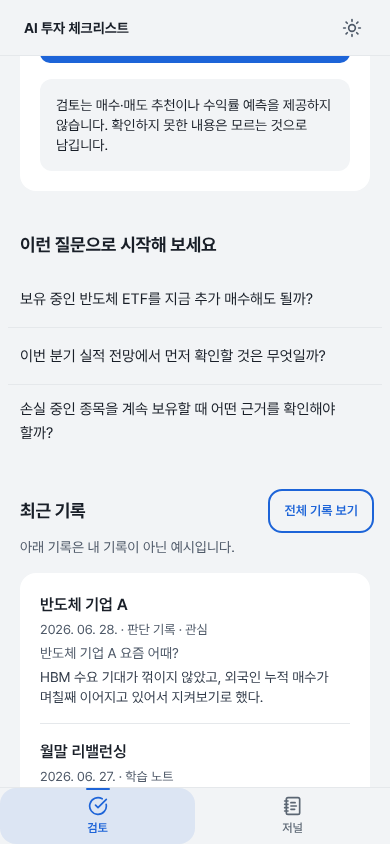 AI 투자 체크리스트
검토는 매수·매도 추천이나 수익률 예측을 제공하지
않습니다. 확인하지 못한 내용은 모르는 것으로
남깁니다.
이런 질문으로 시작해 보세요
보유 중인 반도체 ETF를 지금 추가 매수해도 될까?
이번 분기 실적 전망에서 먼저 확인할 것은 무엇일까?
손실 중인 종목을 계속 보유할 때 어떤 근거를 확인해야
할까?
최근 기록
전체 기록 보기
아래 기록은 내 기록이 아닌 예시입니다.
반도체 기업 A
2026. 06. 28. · 판단 기록 · 관심
반도체 기업 A 요즘 어때?
HBM 수요 기대가 꺾이지 않았고, 외국인 누적 매수가
며칠째 이어지고 있어서 지켜보기로 했다.
월말 리밸런싱
2026. 06. 27. · 학습 노트
검토
저널